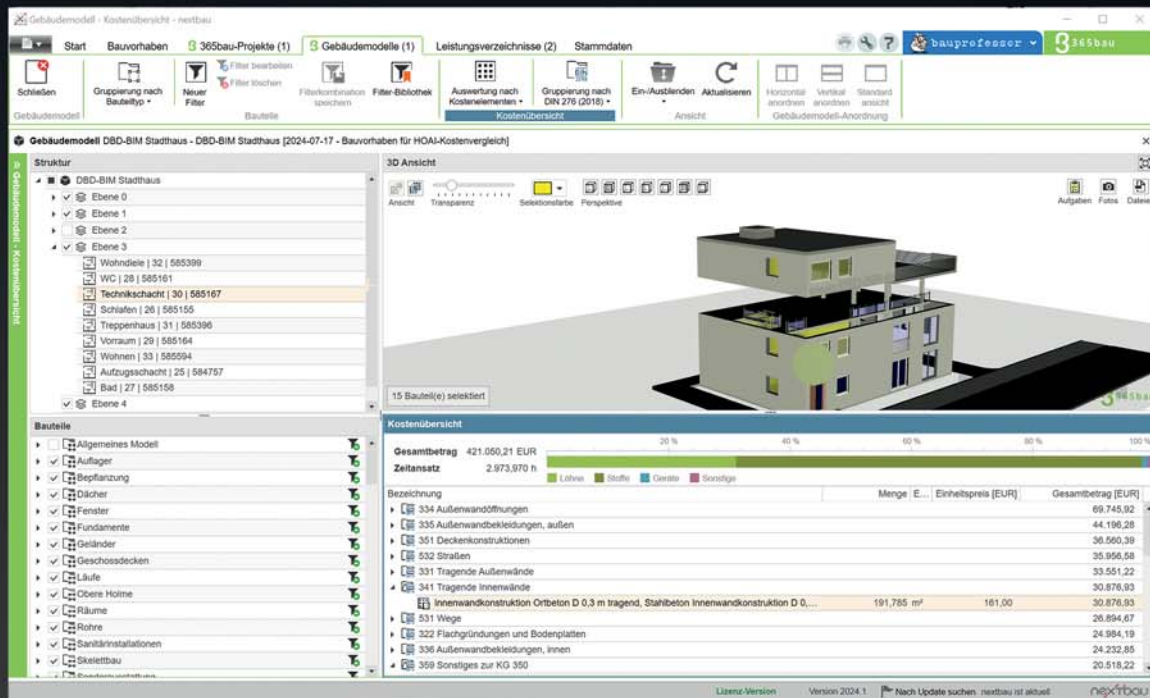 Gebäudemodell - Kostenübersicht - nextbau
Start Bauvorhaben 365bau-Projekte (1) Gebäudemodelle (1) Leistungsverzeichnisse (2) Stammdaten
bauprofessor 365bau
Schließen
Gruppierung nach Bauteiltyp
Neuer Filter
Filter bearbeiten
Filter löschen
Filterkombination speichern
Filter-Bibliothek
Auswertung nach Kostenelementen
Gruppierung nach DIN 276 (2018)
Ein-/Ausblenden
Aktualisieren
Horizontal anordnen
Vertikal anordnen
Standard ansicht
Gebäudemodell Bauteile Kostenübersicht Ansicht Gebäudemodell-Anordnung
Gebäudemodell DBD-BIM Stadthaus - DBD-BIM Stadthaus [2024-07-17 - Bauvorhaben für HOAI-Kostenvergleich]
Gebäudemodell - Kostenübersicht
Struktur
DBD-BIM Stadthaus
Ebene 0
Ebene 1
Ebene 2
Ebene 3
Wohndiele | 32 | 585399
WC | 28 | 585161
Technikschacht | 30 | 585167
Schlafen | 26 | 585155
Treppenhaus | 31 | 585396
Vorraum | 29 | 585164
Wohnen | 33 | 585594
Aufzugsschacht | 25 | 584757
Bad | 27 | 585158
Ebene 4
3D Ansicht
Ansicht Transparenz Selektionsfarbe Perspektive
Aufgaben Fotos Dateie
15 Bauteil(e) selektiert
Bauteile
Allgemeines Modell
Auflager
Bepflanzung
Dächer
Fenster
Fundamente
Geländer
Geschossdecken
Läufe
Obere Holme
Räume
Rohre
Sanitärinstallationen
Skelettbau
Kostenübersicht
20 % 40 % 60 % 80 % 100 %
Gesamtbetrag 421.050,21 EUR
Zeitansatz 2.973,970 h
Löhne Stoffe Geräte Sonstige
Bezeichnung Menge E... Einheitspreis [EUR] Gesamtbetrag [EUR]
334 Außenwandöffnungen 69.745,92
335 Außenwandbekleidungen, außen 44.196,28
351 Deckenkonstruktionen 36.560,39
532 Straßen 35.956,58
331 Tragende Außenwände 33.551,22
341 Tragende Innenwände 30.876,93
Innenwandkonstruktion Ortbeton D 0,3 m tragend, Stahlbeton Innenwandkonstruktion D 0,... 191,785 m² 161,00 30.876,93
531 Wege 26.894,67
322 Flachgründungen und Bodenplatten 24.984,19
336 Außenwandbekleidungen, innen 24.232,85
359 Sonstiges zur KG 350 20.518,22
Lizenz-Version Version 2024.1 Nach Update suchen nextbau ist aktuell nextbau